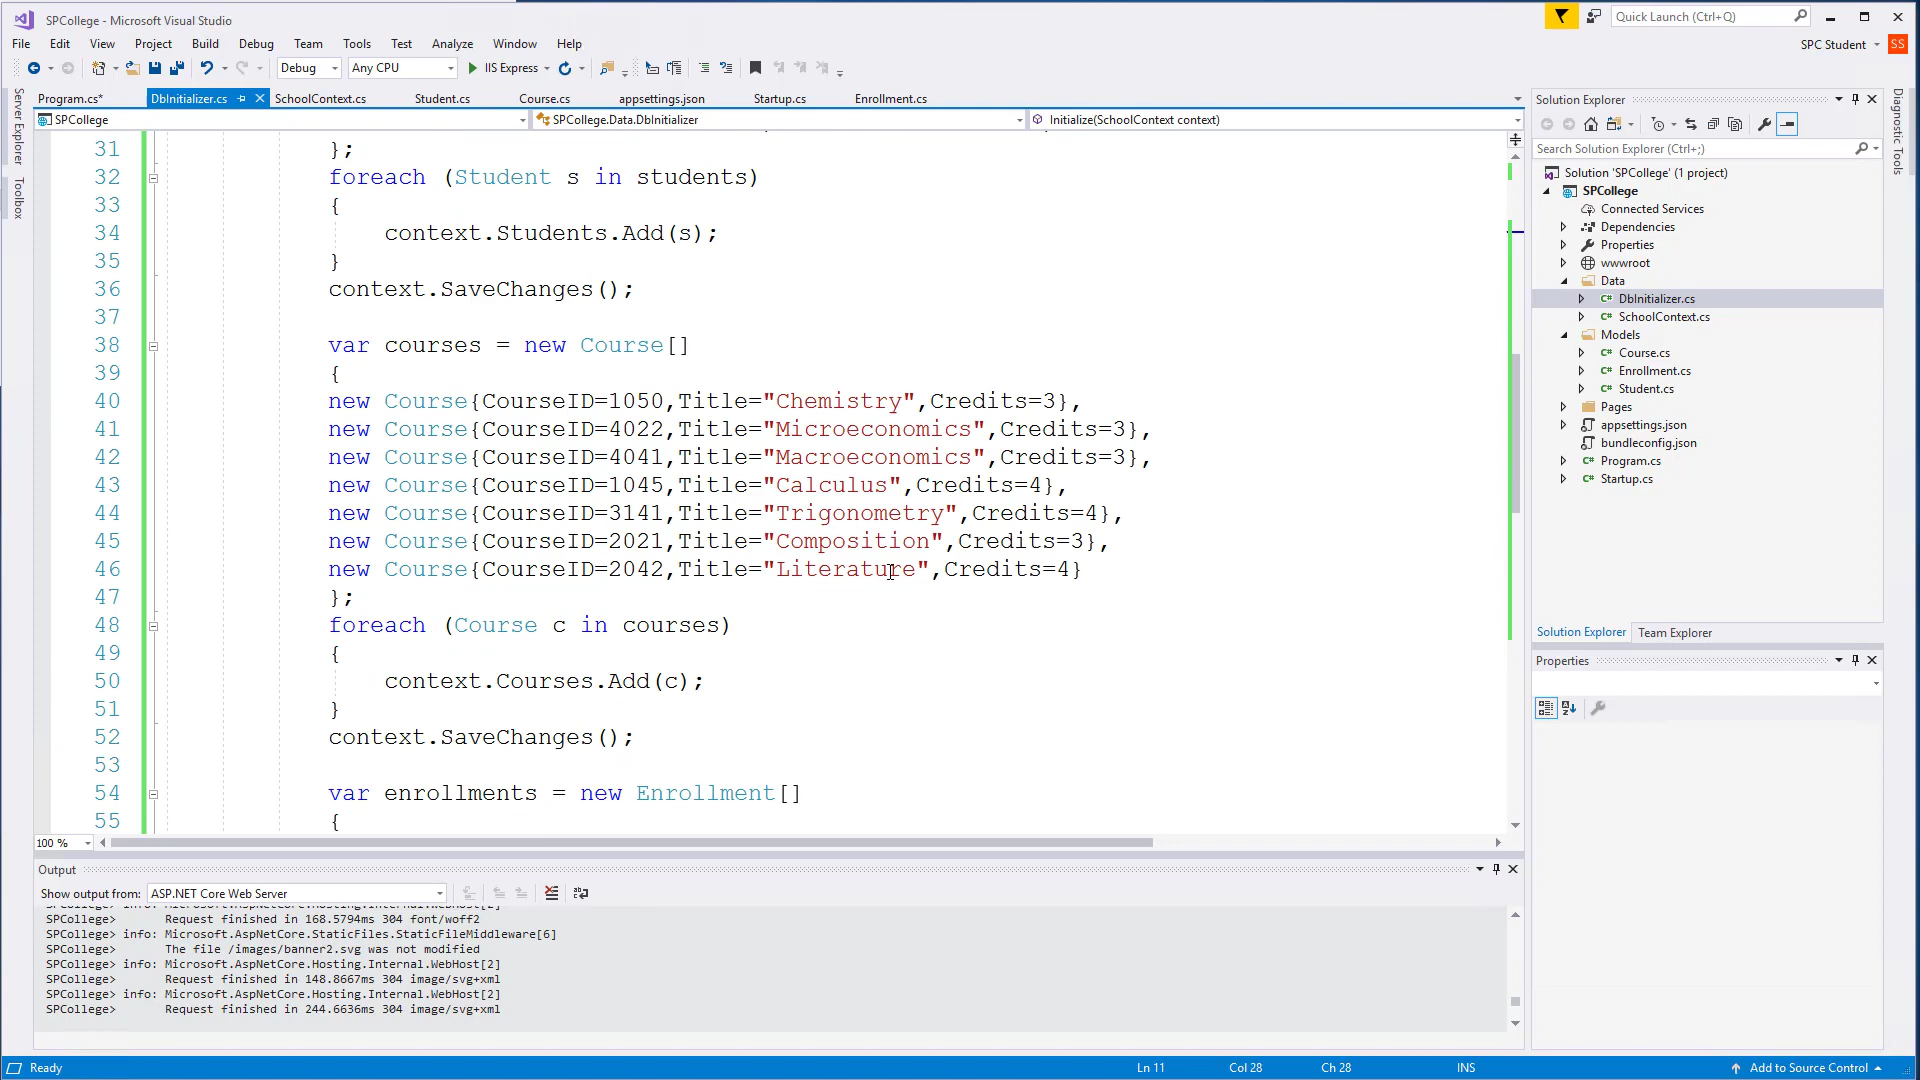 SPCollege - Microsoft Visual Studio
Quick Launch (Ctrl+Q)
File Edit View Project Build Debug Team Tools Test Analyze Window Help
SPC Student SS
Debug Any CPU IIS Express
Program.cs* DbInitializer.cs SchoolContext.cs Student.cs Course.cs appsettings.json Startup.cs Enrollment.cs
SPCollege SPCollege.Data.DbInitializer Initialize(SchoolContext context)
Server Explorer
Toolbox
31 };
32 foreach (Student s in students)
33 {
34 context.Students.Add(s);
35 }
36 context.SaveChanges();
37
38 var courses = new Course[]
39 {
40 new Course{CourseID=1050,Title="Chemistry",Credits=3},
41 new Course{CourseID=4022,Title="Microeconomics",Credits=3},
42 new Course{CourseID=4041,Title="Macroeconomics",Credits=3},
43 new Course{CourseID=1045,Title="Calculus",Credits=4},
44 new Course{CourseID=3141,Title="Trigonometry",Credits=4},
45 new Course{CourseID=2021,Title="Composition",Credits=3},
46 new Course{CourseID=2042,Title="Literature",Credits=4}
47 };
48 foreach (Course c in courses)
49 {
50 context.Courses.Add(c);
51 }
52 context.SaveChanges();
53
54 var enrollments = new Enrollment[]
55 {
100 %
Output
Show output from: ASP.NET Core Web Server
SPCollege> info: Microsoft.AspNetCore.Hosting.Internal.WebHost[2]
SPCollege> Request finished in 168.5794ms 304 font/woff2
SPCollege> info: Microsoft.AspNetCore.StaticFiles.StaticFileMiddleware[6]
SPCollege> The file /images/banner2.svg was not modified
SPCollege> info: Microsoft.AspNetCore.Hosting.Internal.WebHost[2]
SPCollege> Request finished in 148.8667ms 304 image/svg+xml
SPCollege> info: Microsoft.AspNetCore.Hosting.Internal.WebHost[2]
SPCollege> Request finished in 244.6636ms 304 image/svg+xml
Solution Explorer
Search Solution Explorer (Ctrl+;)
Solution 'SPCollege' (1 project)
SPCollege
Connected Services
Dependencies
Properties
wwwroot
Data
DbInitializer.cs
SchoolContext.cs
Models
Course.cs
Enrollment.cs
Student.cs
Pages
appsettings.json
bundleconfig.json
Program.cs
Startup.cs
Solution Explorer Team Explorer
Properties
Diagnostic Tools
Ready Ln 11 Col 28 Ch 28 INS Add to Source Control